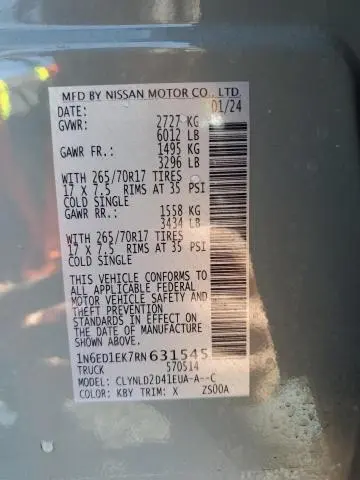 MFD BY NISSAN MOTOR CO., LTD.
DATE: 01/24
GVWR: 2727 KG
6012 LB
GAWR FR.: 1495 KG
3296 LB
WITH 265/70R17 TIRES
17 X 7.5 RIMS AT 35 PSI
COLD SINGLE
GAWR RR.: 1558 KG
3434 LB
WITH 265/70R17 TIRES
17 X 7.5 RIMS AT 35 PSI
COLD SINGLE
THIS VEHICLE CONFORMS TO
ALL APPLICABLE FEDERAL
MOTOR VEHICLE SAFETY AND
THEFT PREVENTION
STANDARDS IN EFFECT ON
THE DATE OF MANUFACTURE
SHOWN ABOVE.
1N6ED1EK7RN631545
TRUCK 570514
MODEL: CLYNLD2D41EUA-A--C
COLOR: KBY TRIM: X ZS00A